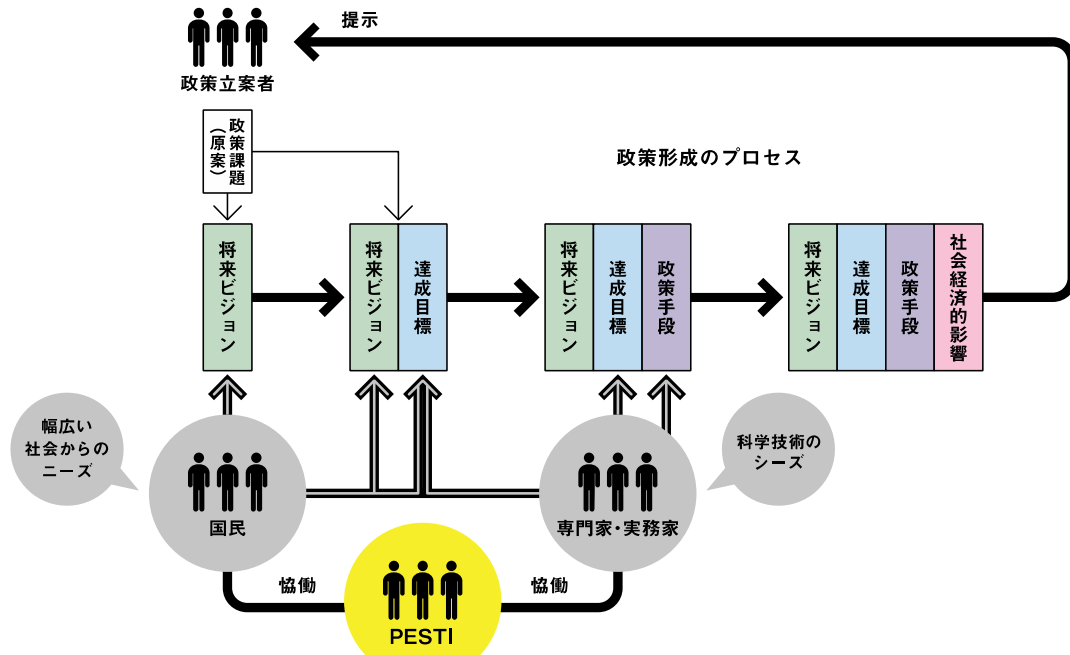 提示
政策立案者
政策課題
（原案）
政策形成のプロセス
将来ビジョン
将来ビジョン
達成目標
将来ビジョン
達成目標
政策手段
将来ビジョン
達成目標
政策手段
社会経済的影響
幅広い
社会からの
ニーズ
国民
専門家・実務家
科学技術の
シーズ
協働
協働
PESTI